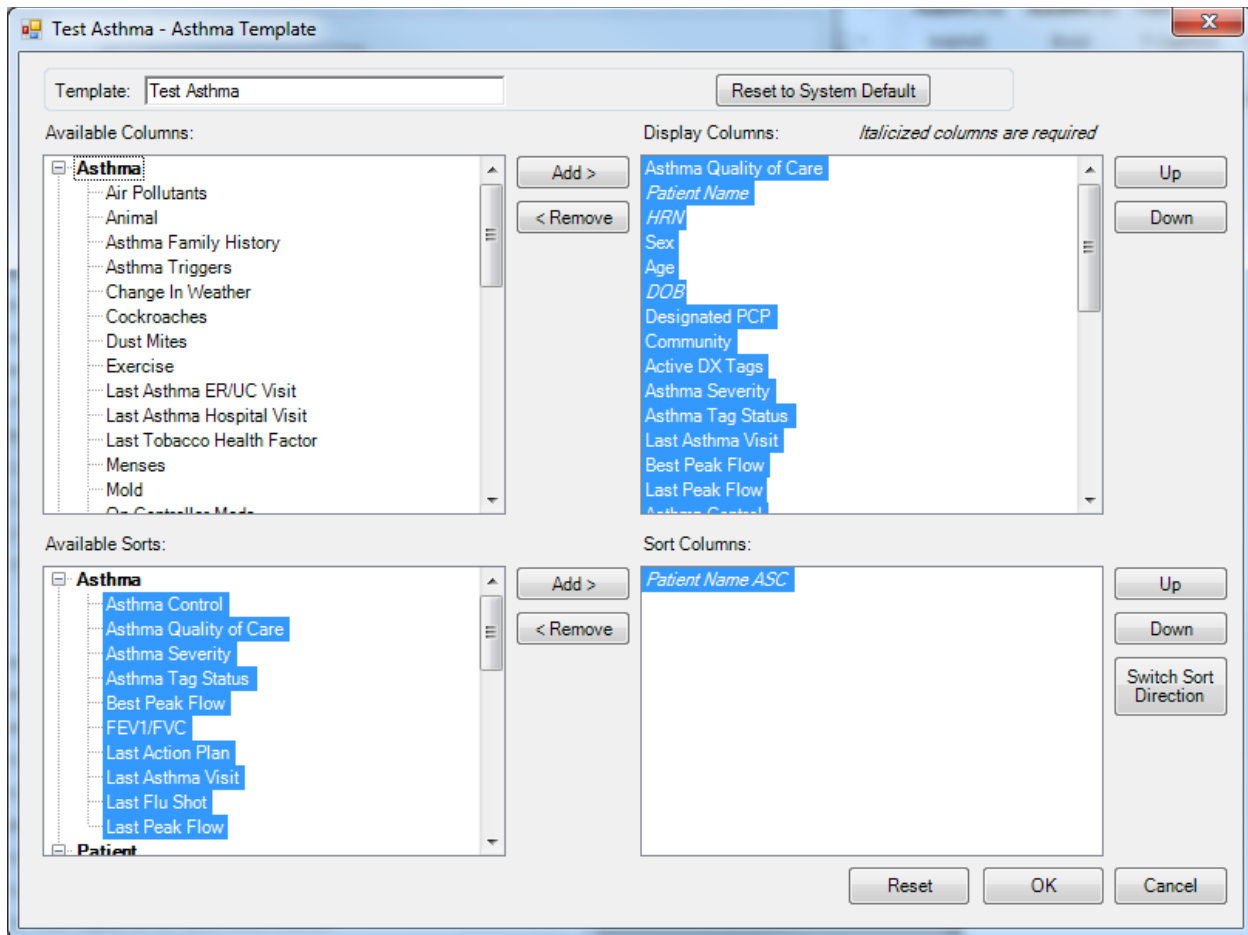 Test Asthma - Asthma Template
Template: Test Asthma
Reset to System Default
Available Columns:
Asthma
Air Pollutants
Animal
Asthma Family History
Asthma Triggers
Change In Weather
Cockroaches
Dust Mites
Exercise
Last Asthma ER/UC Visit
Last Asthma Hospital Visit
Last Tobacco Health Factor
Menses
Mold
On Controller Meds
Add >
< Remove
Display Columns: Italicized columns are required
Asthma Quality of Care
Patient Name
HRN
Sex
Age
DOB
Designated PCP
Community
Active DX Tags
Asthma Severity
Asthma Tag Status
Last Asthma Visit
Best Peak Flow
Last Peak Flow
Asthma Control
Up
Down
Available Sorts:
Asthma
Asthma Control
Asthma Quality of Care
Asthma Severity
Asthma Tag Status
Best Peak Flow
FEV1/FVC
Last Action Plan
Last Asthma Visit
Last Flu Shot
Last Peak Flow
Patient
Add >
< Remove
Sort Columns:
Patient Name ASC
Up
Down
Switch Sort
Direction
Reset
OK
Cancel